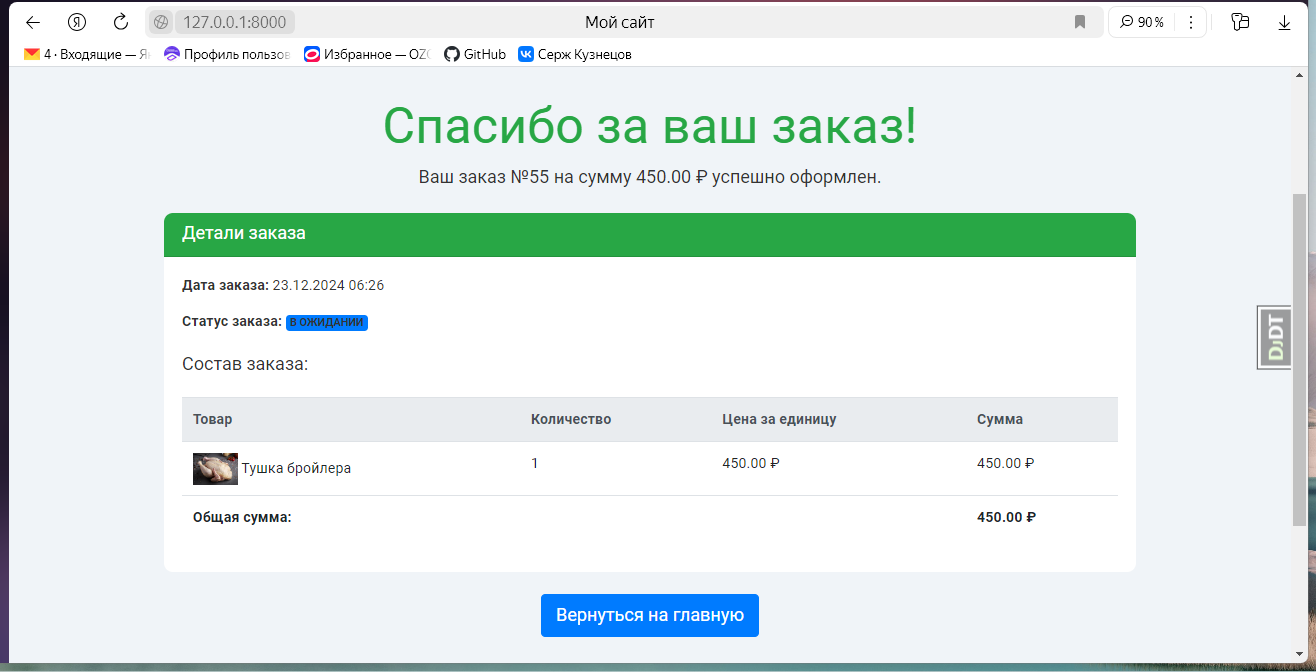 127.0.0.1:8000
Мой сайт
90 %
4 · Входящие — Ян
Профиль пользов
Избранное — OZO
GitHub
Серж Кузнецов
Спасибо за ваш заказ!
Ваш заказ №55 на сумму 450.00 ₽ успешно оформлен.
Детали заказа
Дата заказа: 23.12.2024 06:26
Статус заказа: В ОЖИДАНИИ
Состав заказа:
Товар Количество Цена за единицу Сумма
Тушка бройлера 1 450.00 ₽ 450.00 ₽
Общая сумма: 450.00 ₽
Вернуться на главную
DJDT